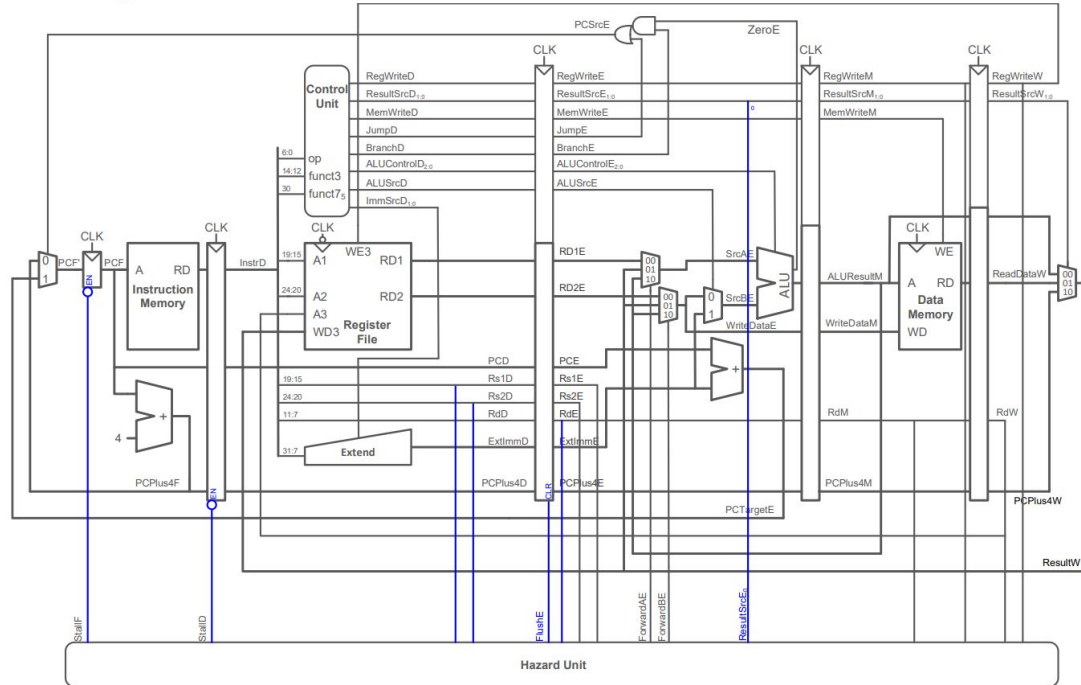 PCSrcE
ZeroE
CLK CLK CLK
Control Unit
RegWriteD RegWriteE RegWriteM RegWriteW
ResultSrcD1:0 ResultSrcE1:0 0 ResultSrcM1:0 ResultSrcW1:0
MemWriteD MemWriteE MemWriteM
JumpD JumpE
BranchD BranchE
6:0 op
ALUControlD2:0 ALUControlE2:0
14:12 funct3
ALUSrcD ALUSrcE
30 funct75
ImmSrcD1:0
CLK CLK CLK CLK
0 1 PCF' EN PCF
A RD
Instruction Memory
InstrD
19:15 A1 WE3 RD1 RD1E
24:20 A2 RD2 RD2E
A3
WD3
Register File
00 01 10
00 01 10
0 1
SrcAE
SrcBE
ALU
WriteDataE
ALUResultM
WriteDataM
WE
A RD
Data Memory
WD
ReadDataW
00 01 10
PCD PCE
19:15 Rs1D Rs1E
24:20 Rs2D Rs2E
11:7 RdD RdE RdM RdW
31:7 Extend ExtImmD ExtImmE
+
4 +
PCPlus4F EN PCPlus4D CLR PCPlus4E PCPlus4M PCPlus4W
PCTargetE
ResultW
StallF StallD FlushE ForwardAE ForwardBE ResultSrcE0
Hazard Unit